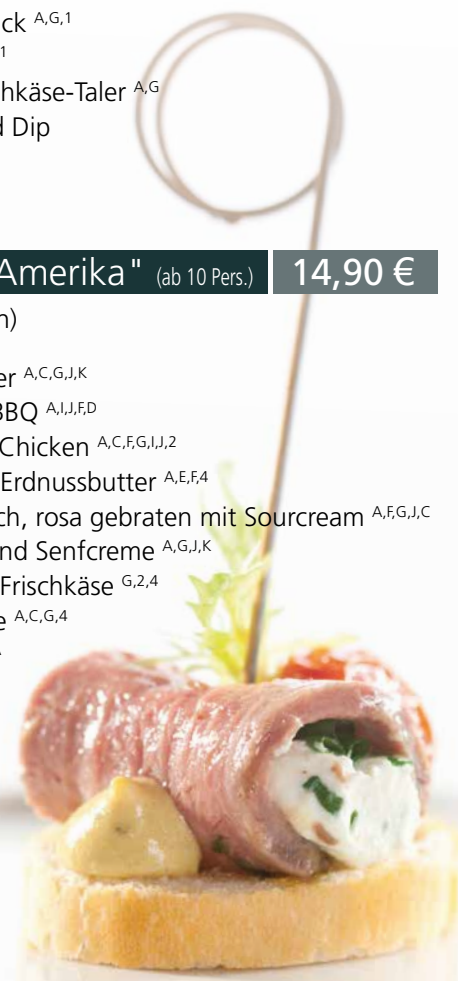 ck A,G,1
1
hkäse-Taler A,G
d Dip
Amerika" (ab 10 Pers.) 14,90 €
n)
er A,C,G,J,K
BBQ A,I,J,F,D
Chicken A,C,F,G,I,J,2
Erdnussbutter A,E,F,4
ch, rosa gebraten mit Sourcream A,F,G,J,C
nd Senfcreme A,G,J,K
Frischkäse G,2,4
e A,C,G,4